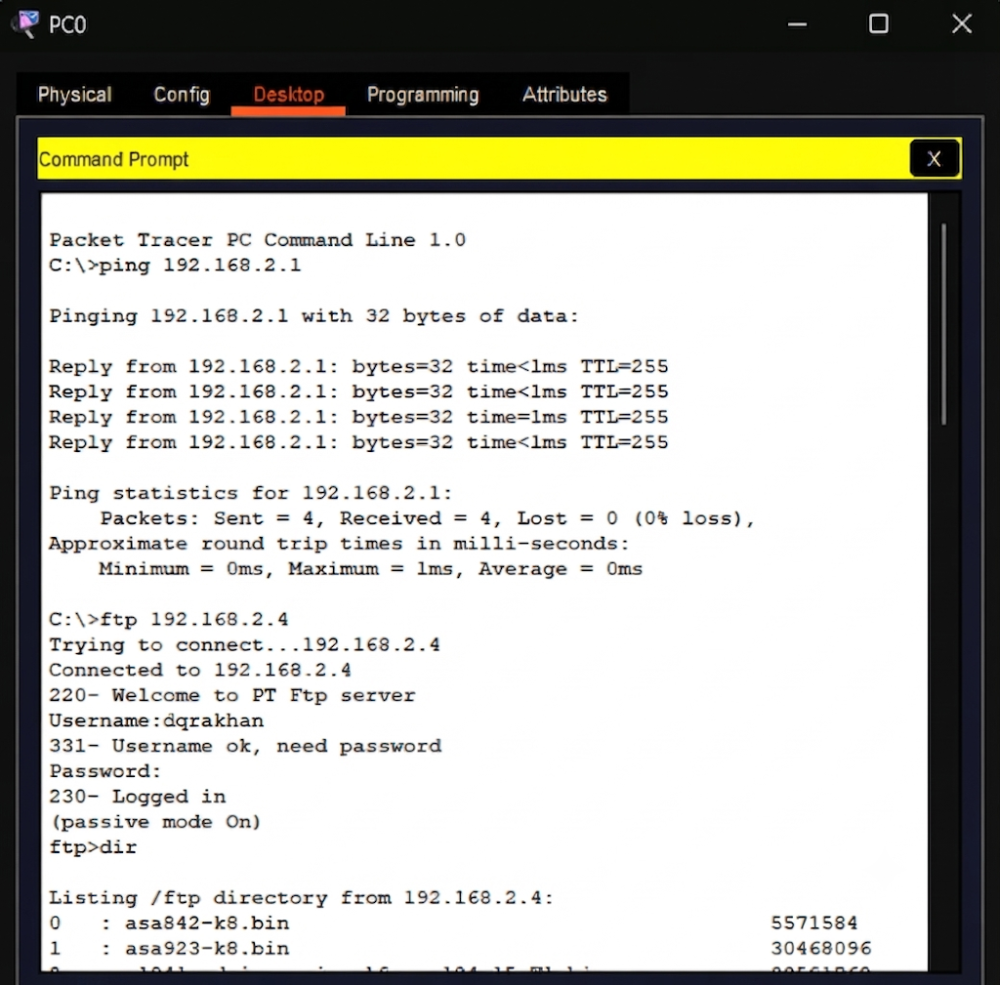 PC0
Physical Config Desktop Programming Attributes
Command Prompt X
Packet Tracer PC Command Line 1.0
C:\>ping 192.168.2.1
Pinging 192.168.2.1 with 32 bytes of data:
Reply from 192.168.2.1: bytes=32 time<1ms TTL=255
Reply from 192.168.2.1: bytes=32 time<1ms TTL=255
Reply from 192.168.2.1: bytes=32 time=1ms TTL=255
Reply from 192.168.2.1: bytes=32 time<1ms TTL=255
Ping statistics for 192.168.2.1:
Packets: Sent = 4, Received = 4, Lost = 0 (0% loss),
Approximate round trip times in milli-seconds:
Minimum = 0ms, Maximum = 1ms, Average = 0ms
C:\>ftp 192.168.2.4
Trying to connect...192.168.2.4
Connected to 192.168.2.4
220- Welcome to PT Ftp server
Username:dqrakhan
331- Username ok, need password
Password:
230- Logged in
(passive mode On)
ftp>dir
Listing /ftp directory from 192.168.2.4:
0 : asa842-k8.bin 5571584
1 : asa923-k8.bin 30468096